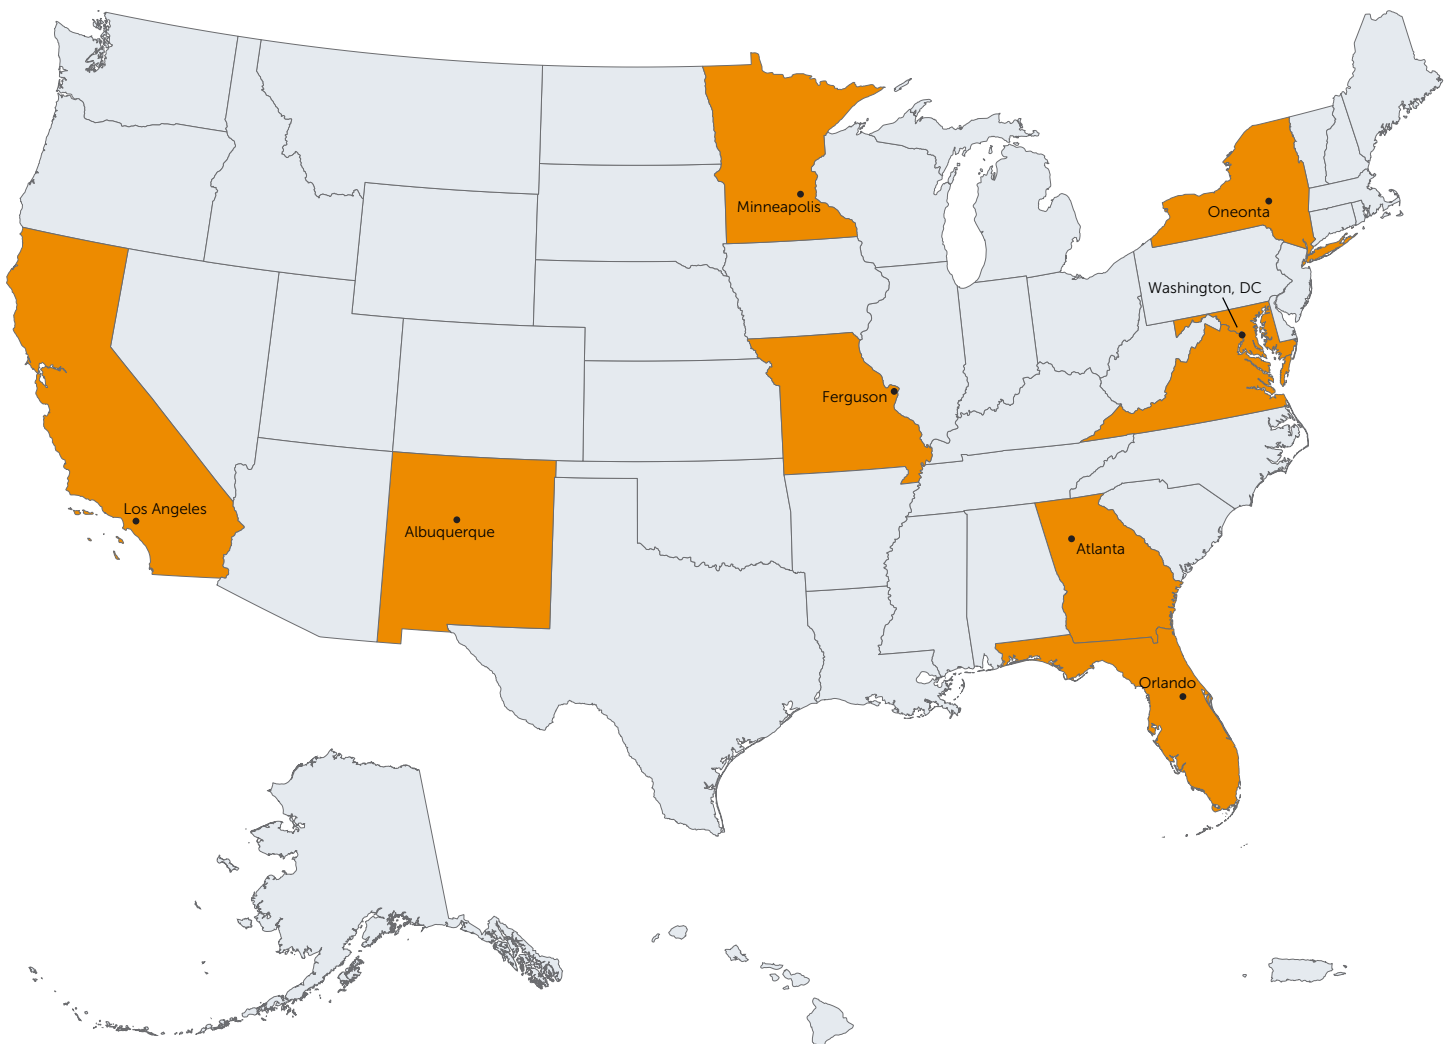 Minneapolis
Oneonta
Washington, DC
Ferguson
Los Angeles
Albuquerque
Atlanta
Orlando